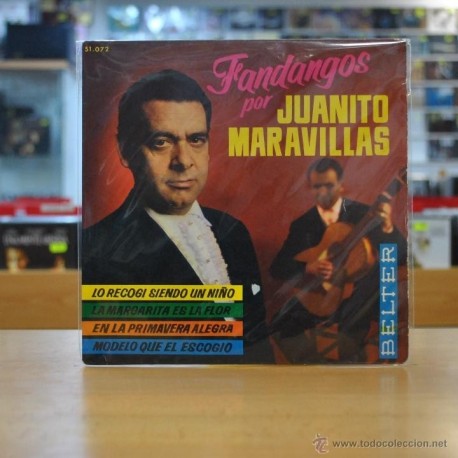 51.072
Fandangos
por JUANITO
MARAVILLAS
LO RECOGI SIENDO UN NIÑO
LA MARGARITA ES LA FLOR
EN LA PRIMAVERA ALEGRA
MODELO QUE EL ESCOGIO
BELTER
www.todocoleccion.net